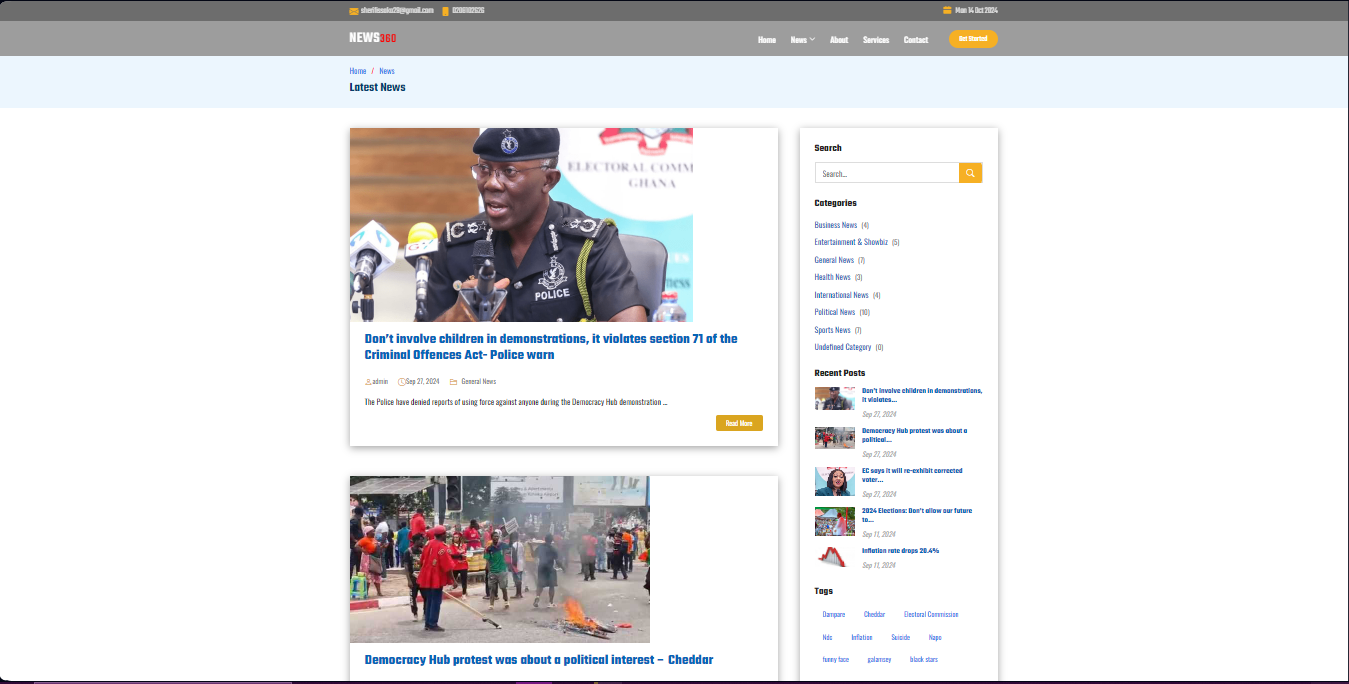 sherifissaka29@gmail.com 0206102525 Mon 14 Oct 2024
NEWS360 Home News About Services Contact Get Started
Home / News
Latest News
ELECTORAL COMM
GHANA
POLICE
Don’t involve children in demonstrations, it violates section 71 of the
Criminal Offences Act- Police warn
admin Sep 27, 2024 General News
The Police have denied reports of using force against anyone during the Democracy Hub demonstration ...
Read More
Democracy Hub protest was about a political interest – Cheddar
Search
Search...
Categories
Business News (4)
Entertainment & Showbiz (5)
General News (7)
Health News (3)
International News (4)
Political News (10)
Sports News (7)
Undefined Category (0)
Recent Posts
Don’t involve children in demonstrations,
it violates...
Sep 27, 2024
Democracy Hub protest was about a
political...
Sep 27, 2024
EC says it will re-exhibit corrected
voter...
Sep 27, 2024
2024 Elections: Don’t allow our future
to...
Sep 11, 2024
Inflation rate drops 20.4%
Sep 11, 2024
Tags
Dampare Cheddar Electoral Commission
Ndc Inflation Suicide Napo
funny face galamsey black stars